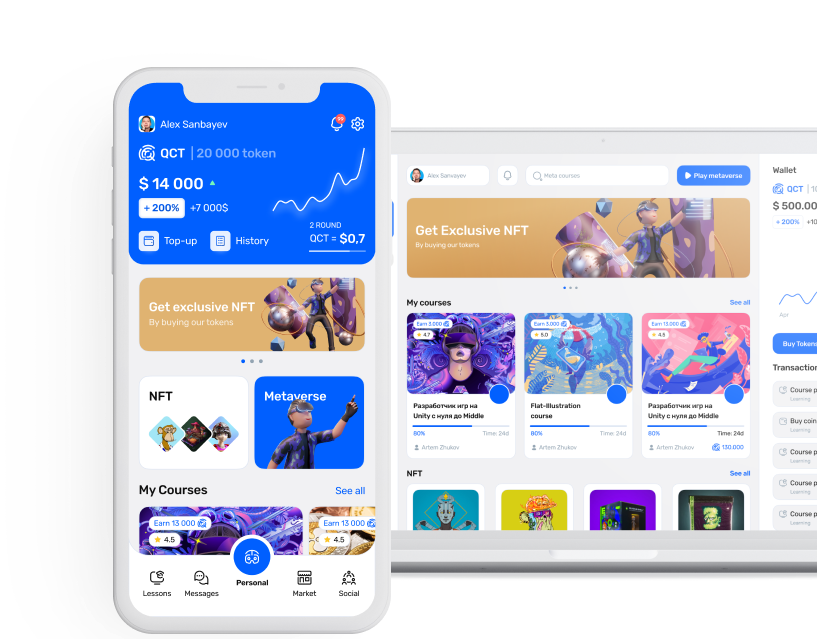 Alex Sanbayev
99
QCT | 20 000 token
$ 14 000
+ 200%
+7 000$
2 ROUND
QCT = $0,7
Top-up
History
Get exclusive NFT
By buying our tokens
NFT
Metaverse
My Courses
See all
Earn 13 000
4.5
Earn 13 000
4.5
Lessons
Messages
Personal
Market
Social
Alex Sanvayev
Meta courses
Play metaverse
Get Exclusive NFT
By buying our tokens
My courses
See all
Earn 3.000
4.7
Разработчик игр на
Unity с нуля до Middle
80%
Time: 24d
Artem Zhukov
Earn 3.000
5.0
Flat-Illustration
course
80%
Time: 24d
Artem Zhukov
Earn 13.000
4.5
Разработчик игр на
Unity с нуля до Middle
80%
Time: 24d
Artem Zhukov
130.000
NFT
See all
Wallet
QCT | 10
$ 500.00
+ 200%
+10
Apr
Buy Tokens
Transaction
Course p
Learning
Buy coin
Learning
Course p
Learning
Course p
Learning
Course p
Learning